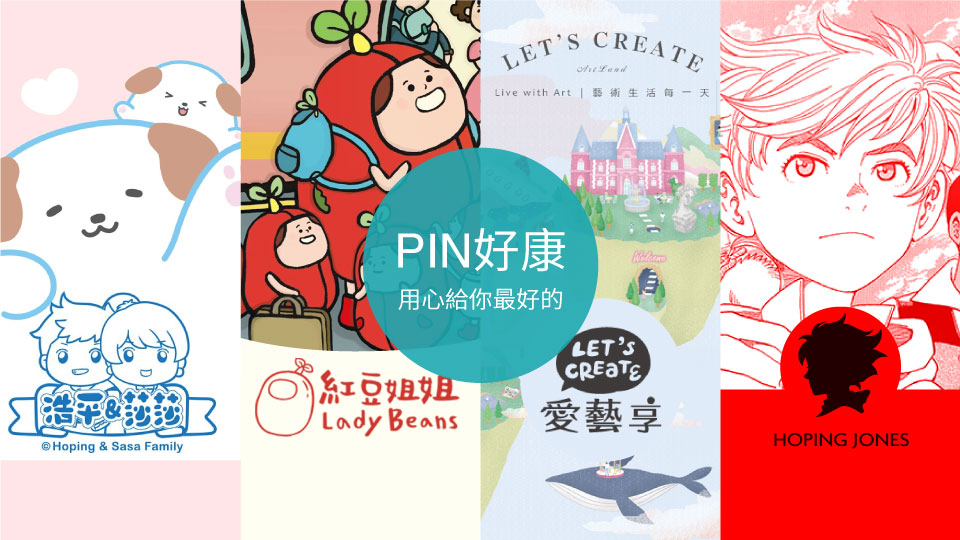 LET'S CREATE
ArtLand
Live with Art | 藝術生活每一天
PIN好康
用心給你最好的
Welcome
浩平&莎莎
©Hoping & Sasa Family
紅豆姐姐
Lady Beans
LET'S
CREATE
愛藝享
HOPING JONES